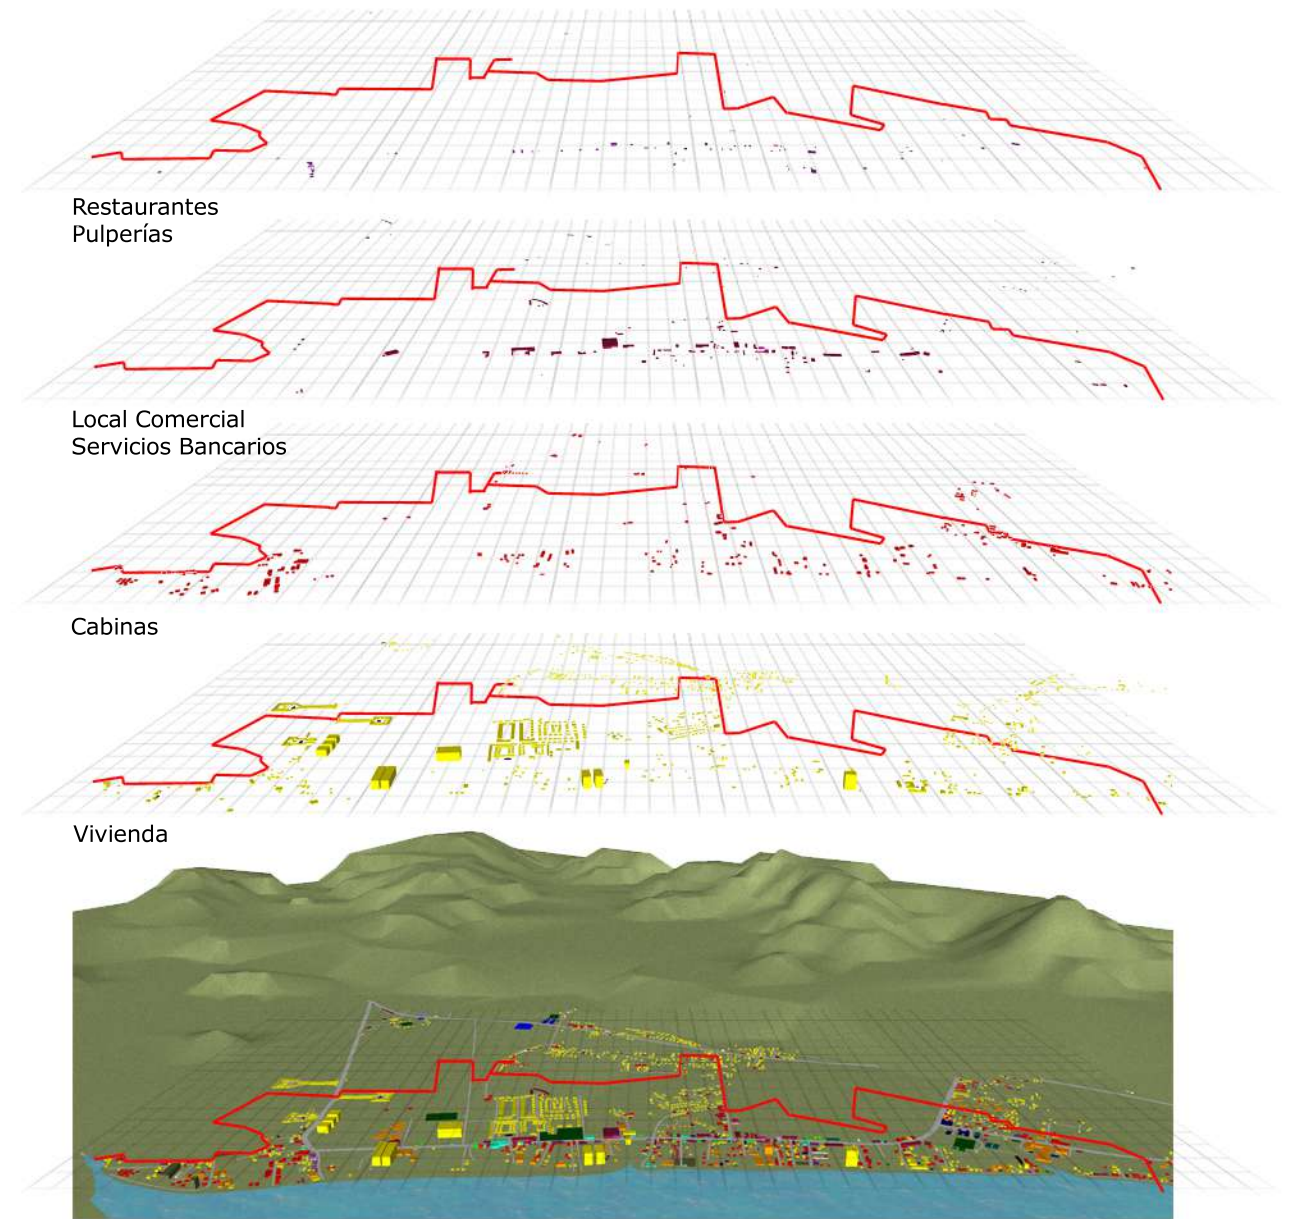 Restaurantes
Pulperías
Local Comercial
Servicios Bancarios
Cabinas
Vivienda